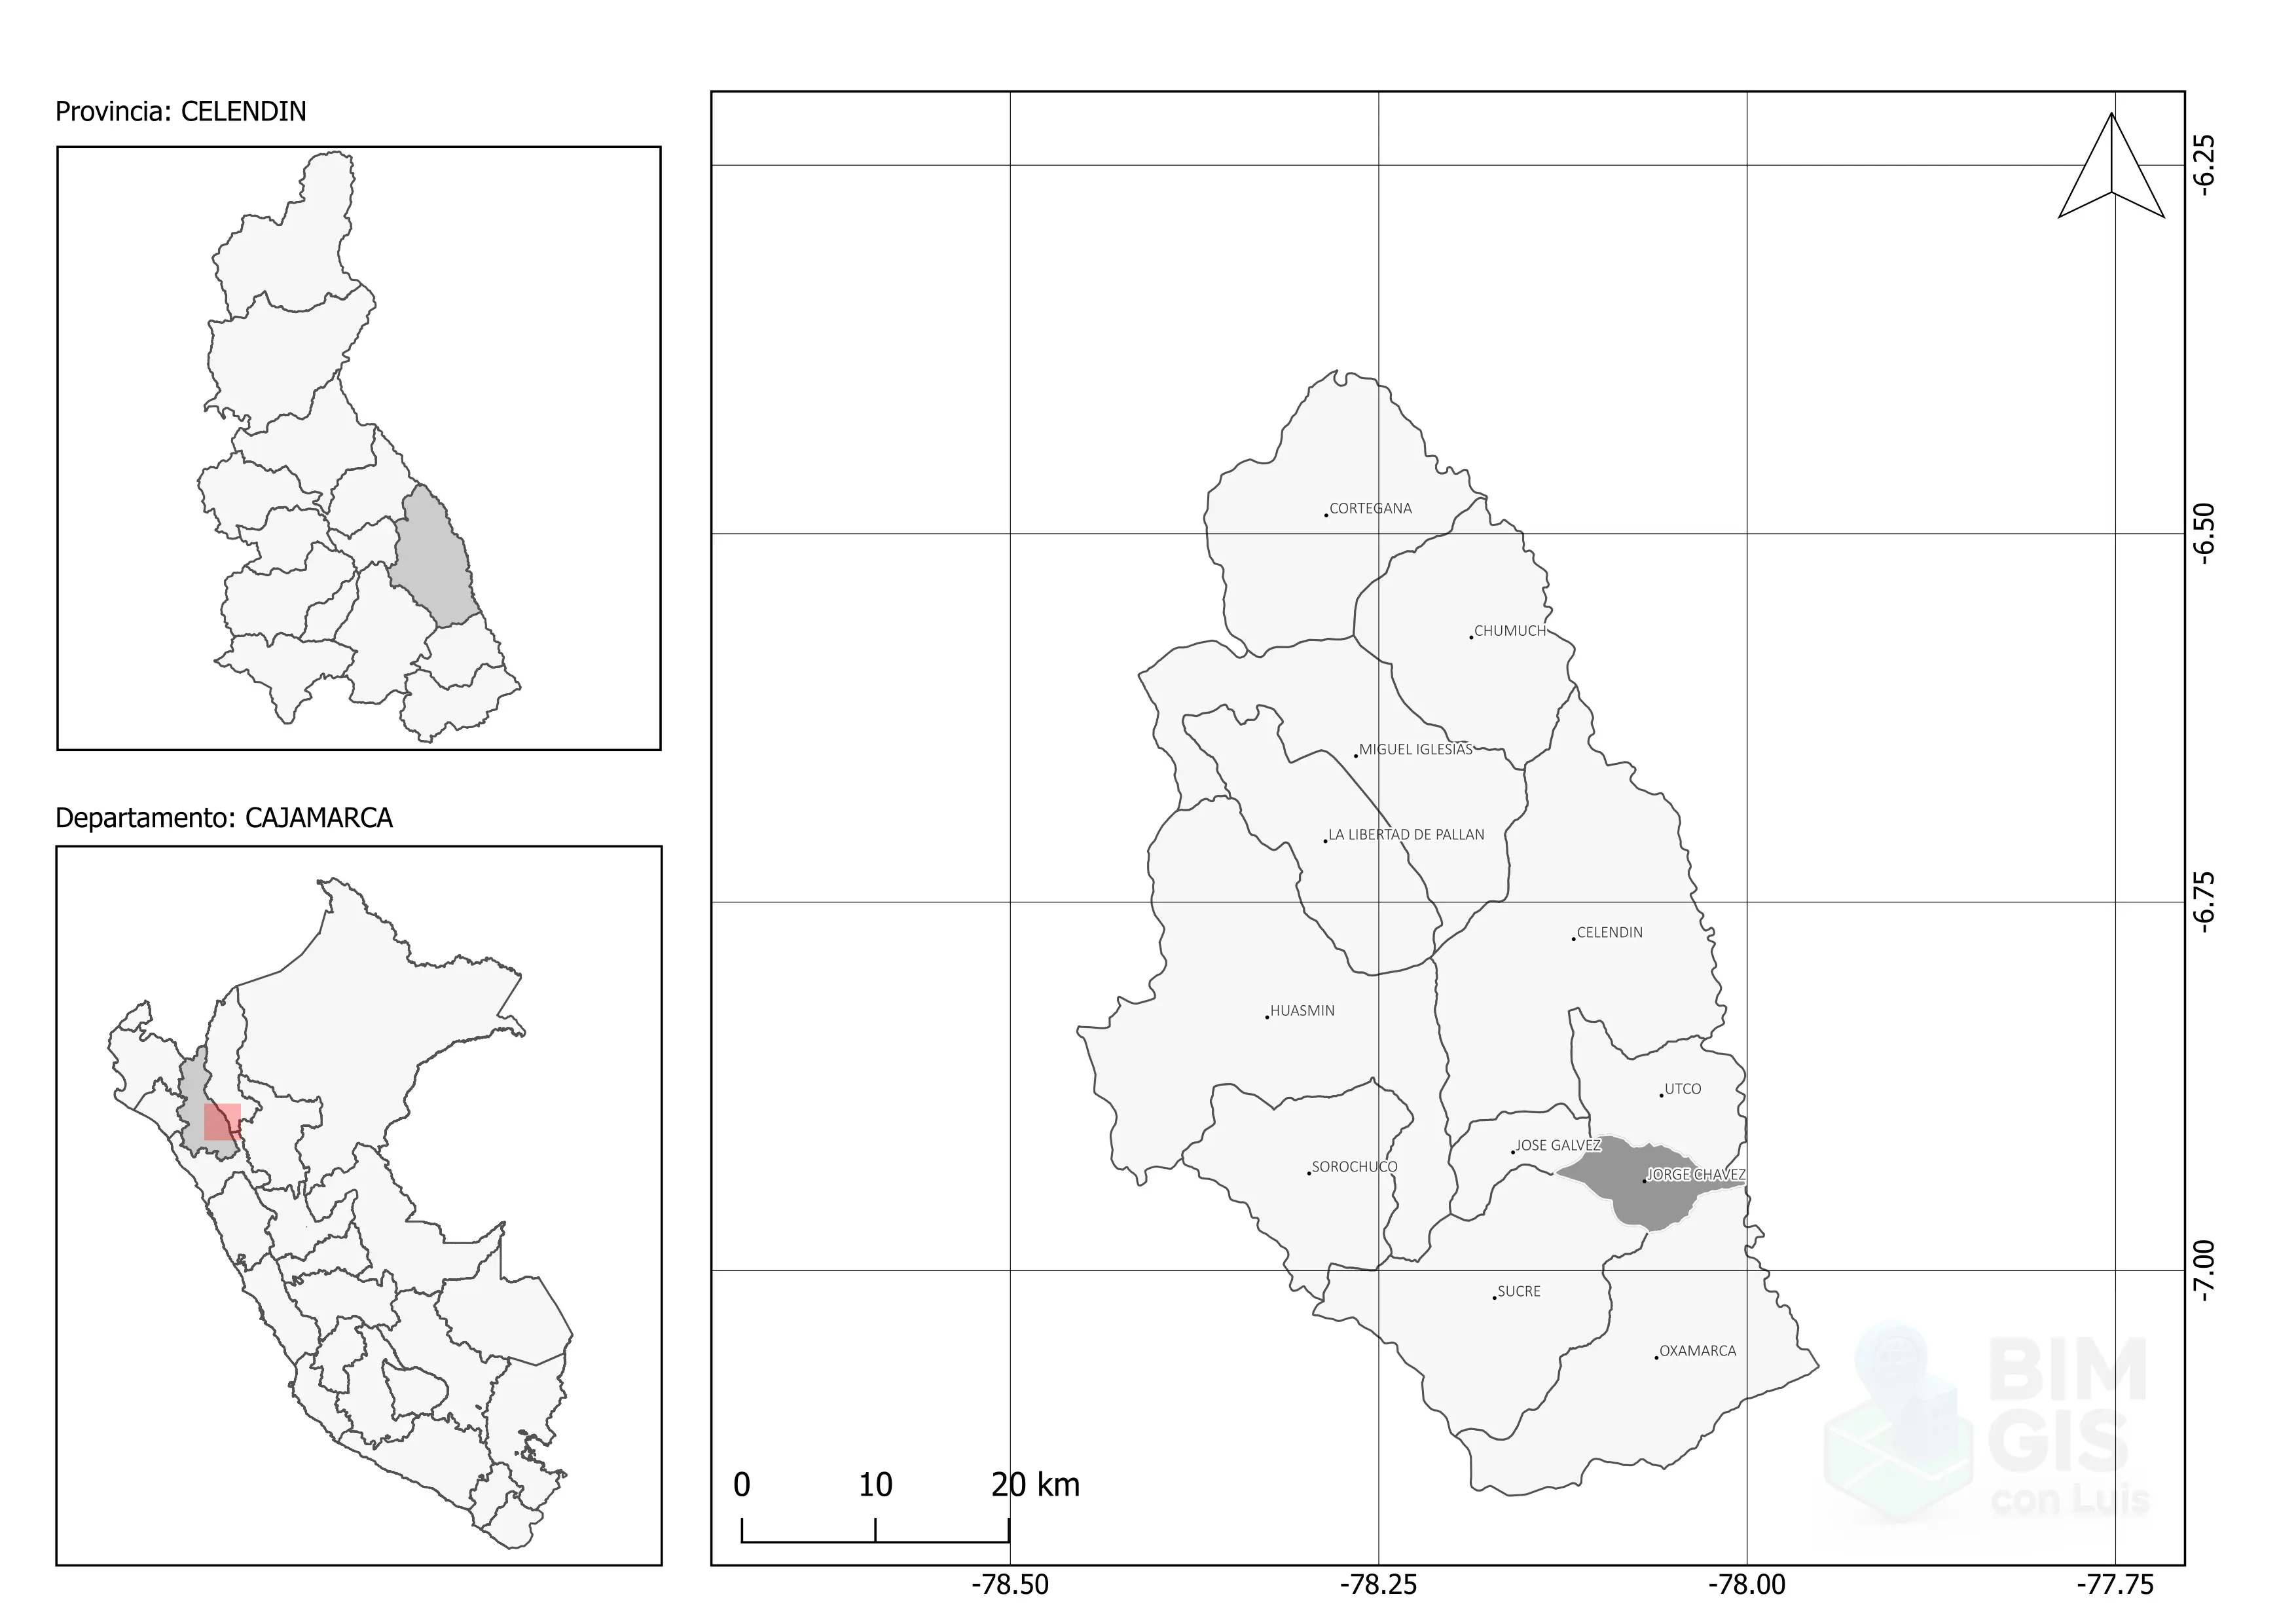 Provincia: CELENDIN
Departamento: CAJAMARCA
CORTEGANA
CHUMUCH
MIGUEL IGLESIAS
LA LIBERTAD DE PALLAN
CELENDIN
HUASMIN
UTCO
JOSE GALVEZ
SOROCHUCO
JORGE CHAVEZ
SUCRE
OXAMARCA
-6.25
-6.50
-6.75
-7.00
0 10 20 km
-78.50 -78.25 -78.00 -77.75
BIM
GIS
con Luis